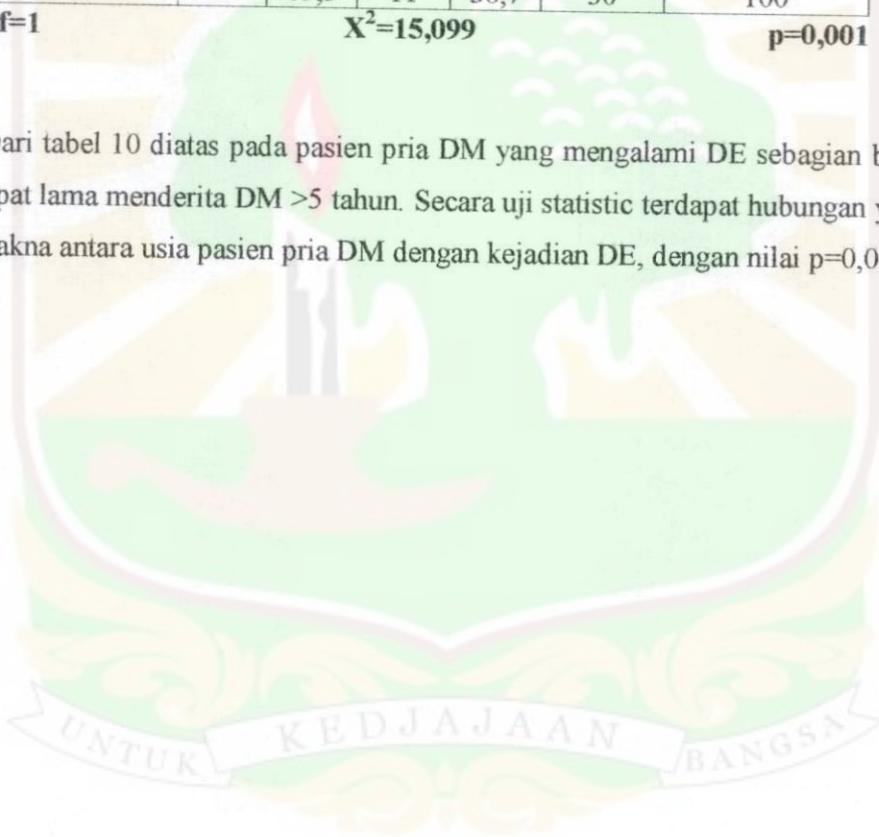 f=1 X²=15,099 p=0,001
ari tabel 10 diatas pada pasien pria DM yang mengalami DE sebagian b
pat lama menderita DM >5 tahun. Secara uji statistic terdapat hubungan y
akna antara usia pasien pria DM dengan kejadian DE, dengan nilai p=0,0
UNTUK KEDJAJAAN BANGSA